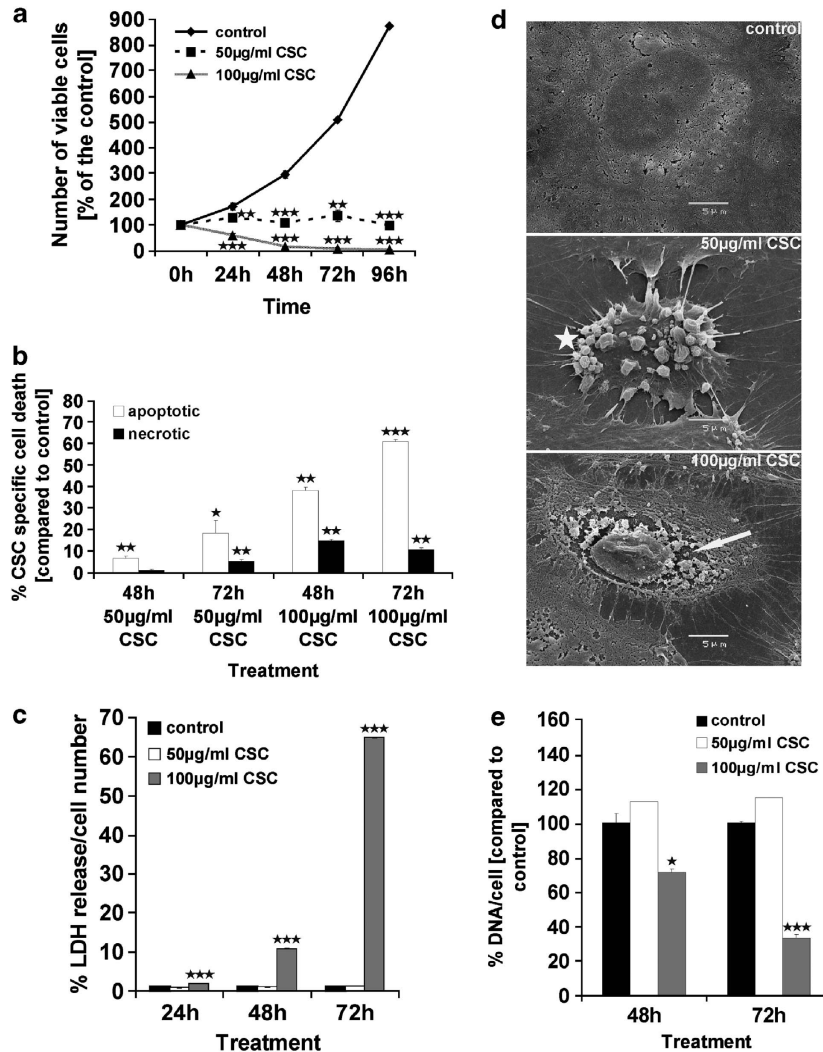 a
control
50µg/ml CSC
100µg/ml CSC
Number of viable cells
[% of the control]
900
800
700
600
500
400
300
200
100
0
★★
★★★
★★
★★★
★★★
★★★
★★★
★★★
0h 24h 48h 72h 96h
Time
b
% CSC specific cell death
[compared to control]
80
70
60
50
40
30
20
10
0
apoptotic
necrotic
★★
★
★★
★★
★★
★★★
★★
48h 72h 48h 72h
50µg/ml 50µg/ml 100µg/ml 100µg/ml
CSC CSC CSC CSC
Treatment
c
% LDH release/cell number
70
60
50
40
30
20
10
0
control
50µg/ml CSC
100µg/ml CSC
★★★
★★★
★★★
24h 48h 72h
Treatment
d
control
5µm
50µg/ml CSC
5µm
100µg/ml CSC
5µm
e
% DNA/cell [compared to
control]
160
140
120
100
80
60
40
20
0
control
50µg/ml CSC
100µg/ml CSC
★
★★★
48h 72h
Treatment